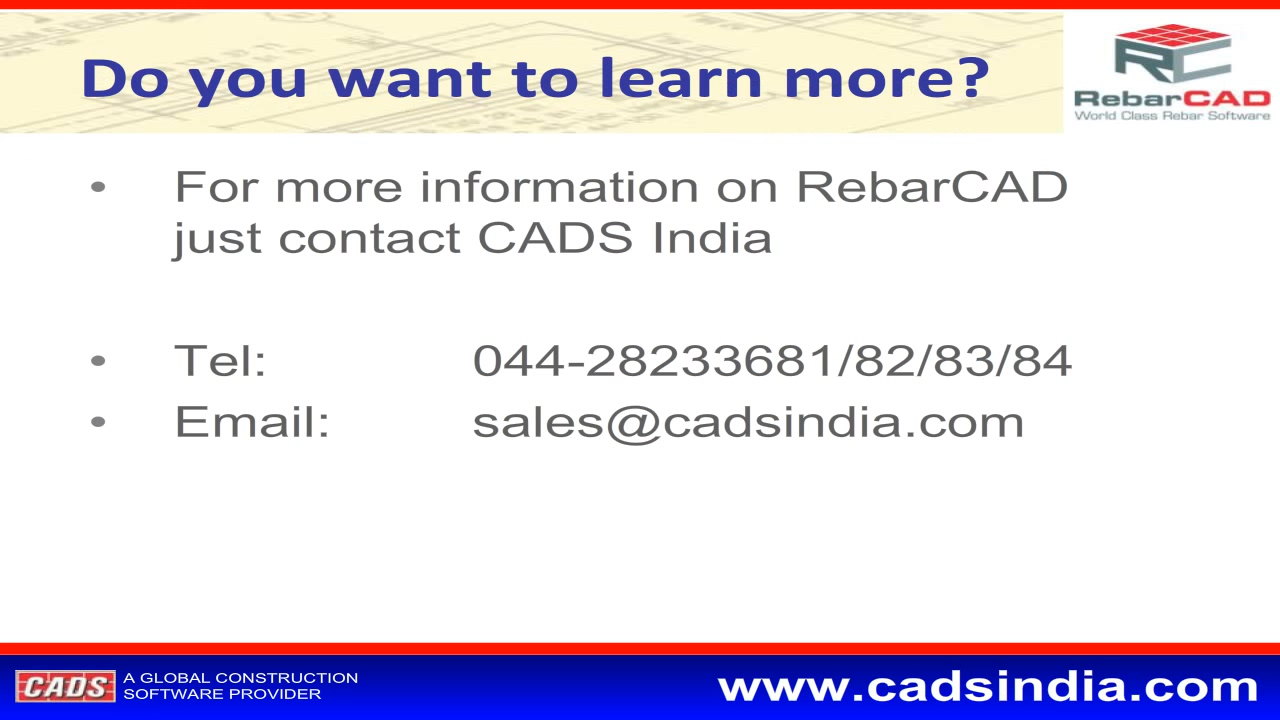 Do you want to learn more?
RC
RebarCAD
World Class Rebar Software
• For more information on RebarCAD
just contact CADS India
• Tel: 044-28233681/82/83/84
• Email: sales@cadsindia.com
CADS
A GLOBAL CONSTRUCTION
SOFTWARE PROVIDER
www.cadsindia.com